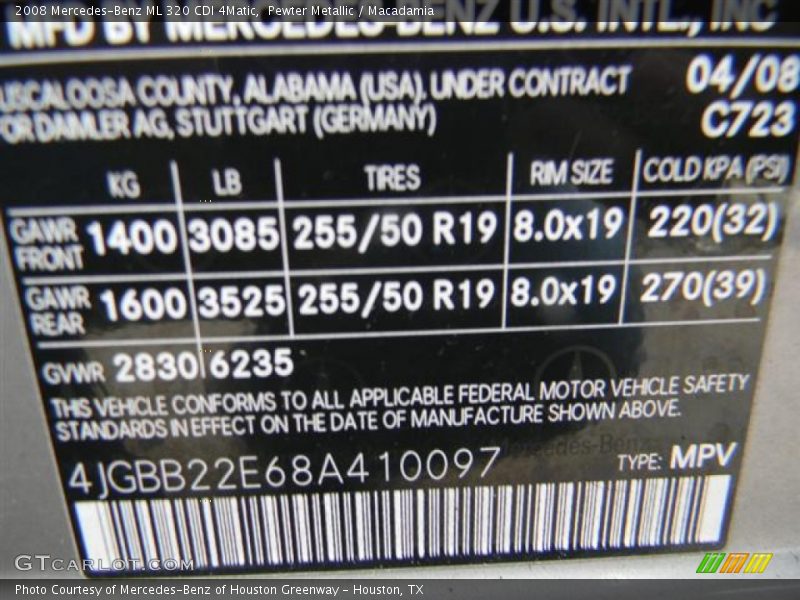 2008 Mercedes-Benz ML 320 CDI 4Matic,  Pewter Metallic / Macadamia
MFD BY MERCEDES-BENZ U.S. INTL., INC
USCALOOSA COUNTY, ALABAMA (USA), UNDER CONTRACT 04/08
OR DAIMLER AG, STUTTGART (GERMANY) C723
KG LB TIRES RIM SIZE COLD KPA (PSI)
GAWR FRONT 1400 3085 255/50 R19 8.0x19 220(32)
GAWR REAR 1600 3525 255/50 R19 8.0x19 270(39)
GVWR 2830 6235
THIS VEHICLE CONFORMS TO ALL APPLICABLE FEDERAL MOTOR VEHICLE SAFETY
STANDARDS IN EFFECT ON THE DATE OF MANUFACTURE SHOWN ABOVE.
Mercedes-Benz
4JGBB22E68A410097 TYPE: MPV
GTCARLOT.COM
Photo Courtesy of Mercedes-Benz of Houston Greenway - Houston, TX